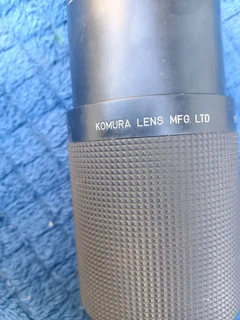 KOMURA LENS MFG. LTD